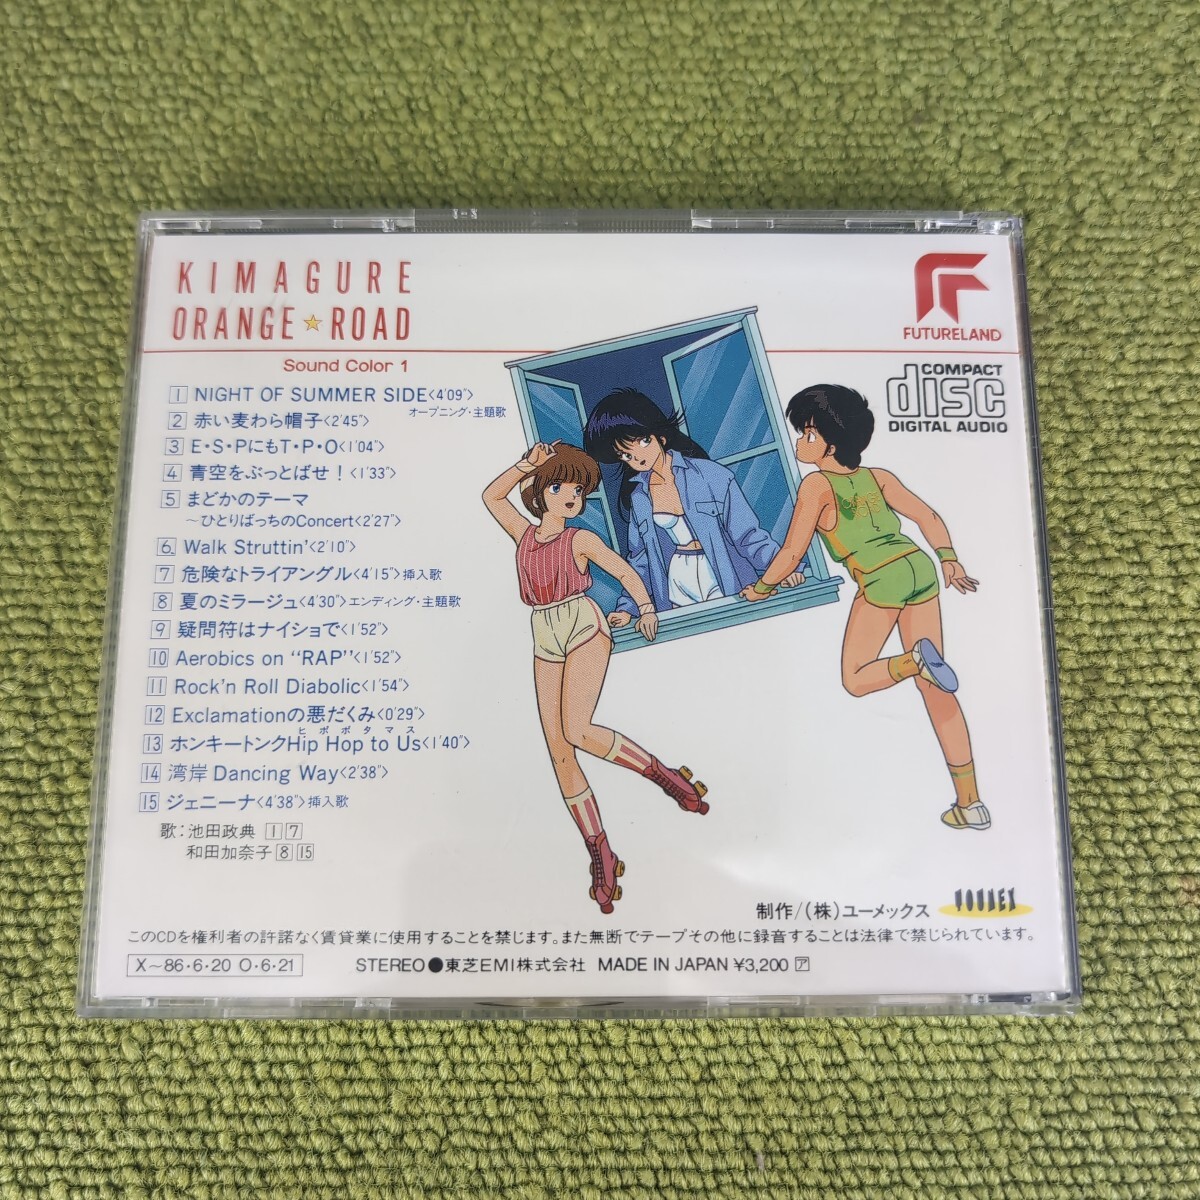 KIMAGURE
ORANGE★ROAD
FUTURELAND
Sound Color 1
COMPACT
disc
DIGITAL AUDIO
1 NIGHT OF SUMMER SIDE<4'09">
オープニング・主題歌
2 赤い麦わら帽子<2'45">
3 E・S・PにもT・P・O<1'04">
4 青空をぶっとばせ！<1'33">
5 まどかのテーマ
～ひとりぼっちのConcert<2'27">
6 Walk Struttin'<2'10">
7 危険なトライアングル<4'15">挿入歌
8 夏のミラージュ<4'30">エンディング・主題歌
9 疑問符はナイショで<1'52">
10 Aerobics on “RAP”<1'52">
11 Rock'n Roll Diabolic<1'54">
12 Exclamationの悪だくみ<0'29">
ヒポポタマス
13 ホンキートンクHip Hop to Us<1'40">
14 湾岸 Dancing Way<2'38">
15 ジェニーナ<4'38">挿入歌
歌：池田政典 1 7
和田加奈子 8 15
制作/(株)ユーメックス YOUMEX
このCDを権利者の許諾なく賃貸業に使用することを禁じます。また無断でテープその他に録音することは法律で禁じられています。
X～86・6・20 O・6・21
STEREO●東芝EMI株式会社 MADE IN JAPAN ¥3,200 ア